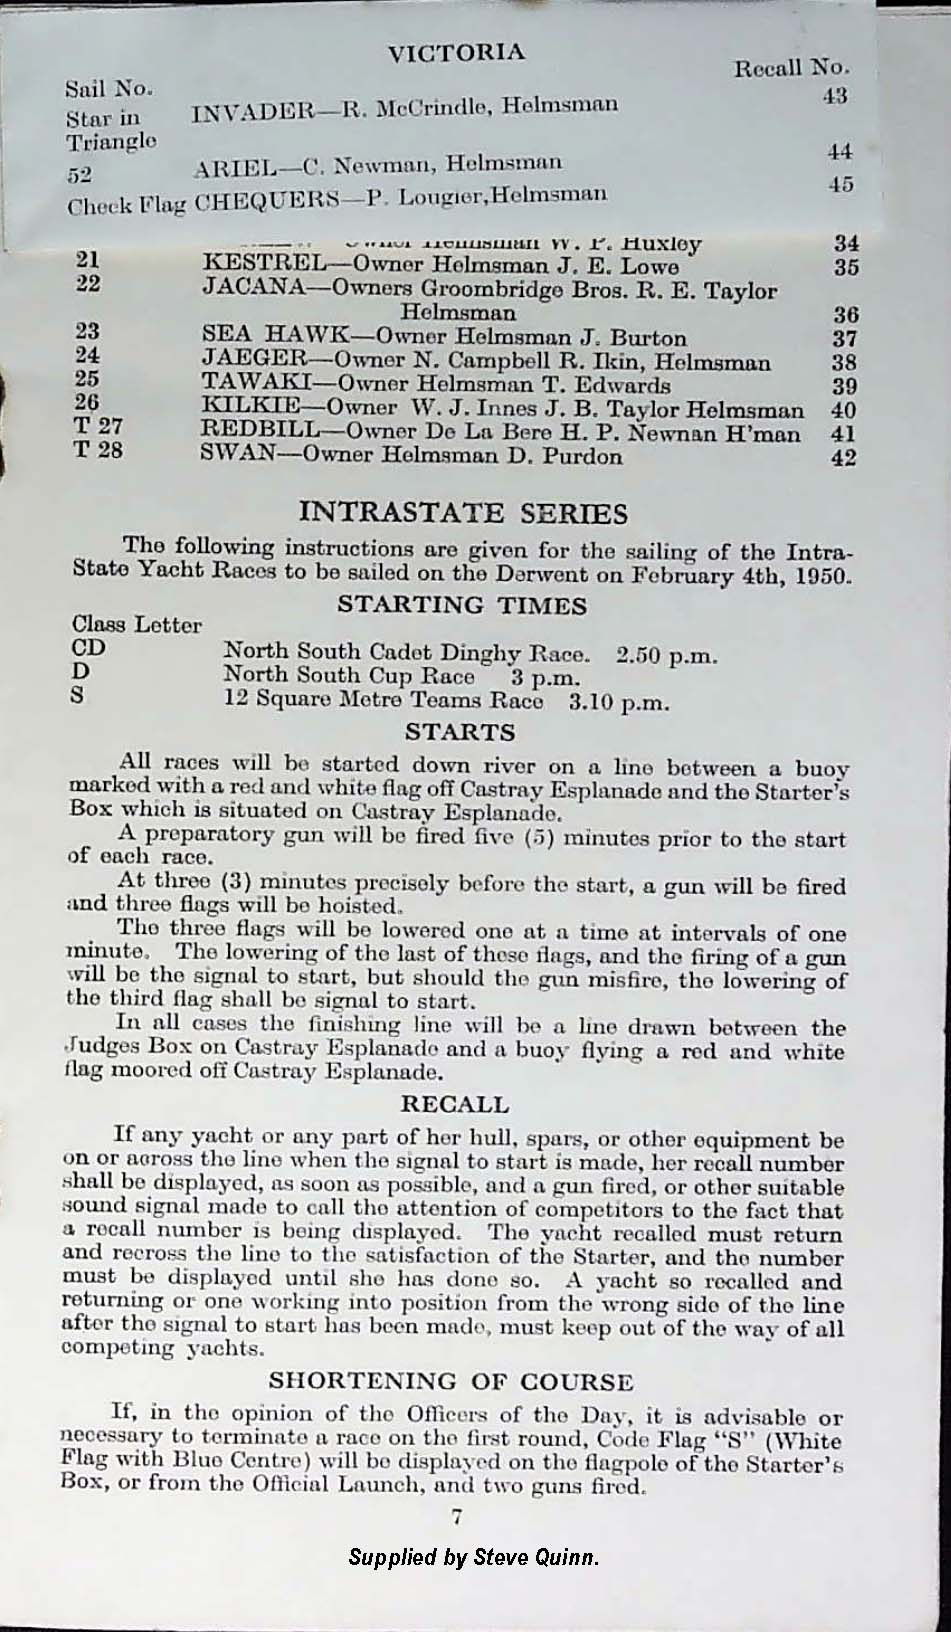 VICTORIA
Sail No. Recall No.
Star in Triangle INVADER—R. McCrindle, Helmsman 43
52 ARIEL—C. Newman, Helmsman 44
Check Flag CHEQUERS—P. Lougier,Helmsman 45
Helmsman W. P. Huxley 34
21 KESTREL—Owner Helmsman J. E. Lowe 35
22 JACANA—Owners Groombridge Bros. R. E. Taylor
Helmsman 36
23 SEA HAWK—Owner Helmsman J. Burton 37
24 JAEGER—Owner N. Campbell R. Ikin, Helmsman 38
25 TAWAKI—Owner Helmsman T. Edwards 39
26 KILKIE—Owner W. J. Innes J. B. Taylor Helmsman 40
T 27 REDBILL—Owner De La Bere H. P. Newnan H'man 41
T 28 SWAN—Owner Helmsman D. Purdon 42
INTRASTATE SERIES
The following instructions are given for the sailing of the Intra-
State Yacht Races to be sailed on the Derwent on February 4th, 1950.
STARTING TIMES
Class Letter
CD North South Cadet Dinghy Race. 2.50 p.m.
D North South Cup Race 3 p.m.
S 12 Square Metre Teams Race 3.10 p.m.
STARTS
All races will be started down river on a line between a buoy
marked with a red and white flag off Castray Esplanade and the Starter's
Box which is situated on Castray Esplanade.
A preparatory gun will be fired five (5) minutes prior to the start
of each race.
At three (3) minutes precisely before the start, a gun will be fired
and three flags will be hoisted.
The three flags will be lowered one at a time at intervals of one
minute. The lowering of the last of these flags, and the firing of a gun
will be the signal to start, but should the gun misfire, the lowering of
the third flag shall be signal to start.
In all cases the finishing line will be a line drawn between the
Judges Box on Castray Esplanade and a buoy flying a red and white
flag moored off Castray Esplanade.
RECALL
If any yacht or any part of her hull, spars, or other equipment be
on or across the line when the signal to start is made, her recall number
shall be displayed, as soon as possible, and a gun fired, or other suitable
sound signal made to call the attention of competitors to the fact that
a recall number is being displayed. The yacht recalled must return
and recross the line to the satisfaction of the Starter, and the number
must be displayed until she has done so. A yacht so recalled and
returning or one working into position from the wrong side of the line
after the signal to start has been made, must keep out of the way of all
competing yachts.
SHORTENING OF COURSE
If, in the opinion of the Officers of the Day, it is advisable or
necessary to terminate a race on the first round, Code Flag "S" (White
Flag with Blue Centre) will be displayed on the flagpole of the Starter's
Box, or from the Official Launch, and two guns fired.
7
Supplied by Steve Quinn.